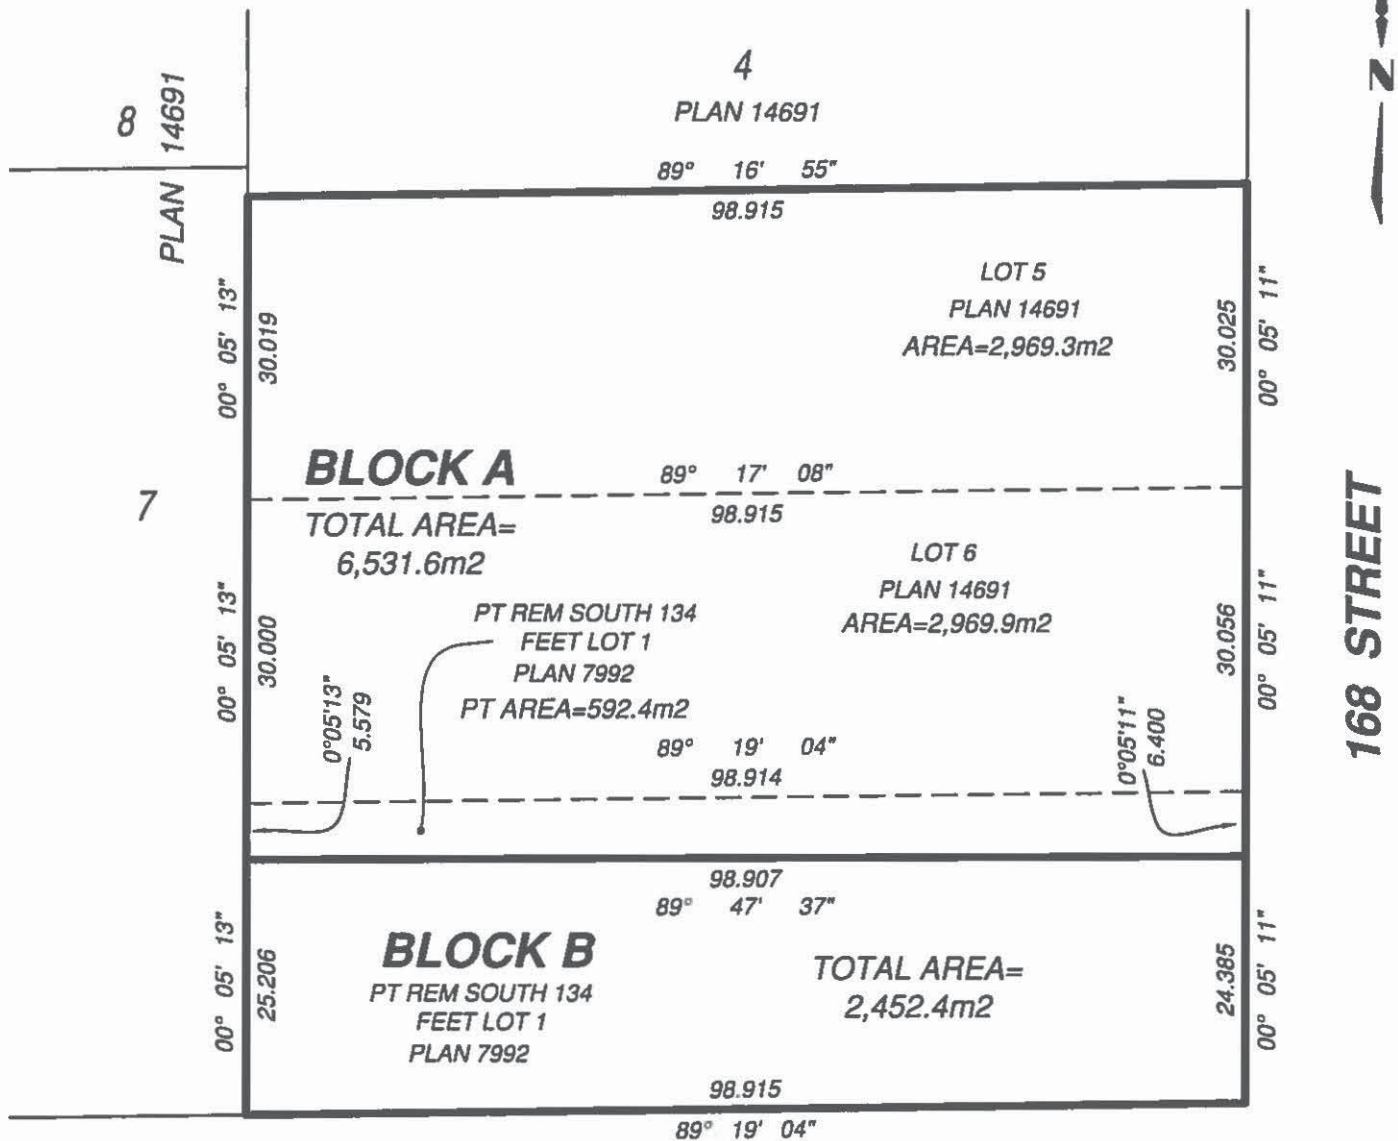 4
PLAN 14691
8
PLAN 14691
N
89° 16' 55"
98.915
00° 05' 13"
30.019
LOT 5
PLAN 14691
AREA=2,969.3m2
30.025
00° 05' 11"
BLOCK A
89° 17' 08"
98.915
7
TOTAL AREA=
6,531.6m2
LOT 6
PLAN 14691
AREA=2,969.9m2
00° 05' 13"
30.000
PT REM SOUTH 134
FEET LOT 1
PLAN 7992
PT AREA=592.4m2
30.056
00° 05' 11"
168 STREET
0°05'13"
5.579
89° 19' 04"
98.914
0°05'11"
6.400
98.907
89° 47' 37"
00° 05' 13"
25.206
BLOCK B
PT REM SOUTH 134
FEET LOT 1
PLAN 7992
TOTAL AREA=
2,452.4m2
24.385
00° 05' 11"
98.915
89° 19' 04"